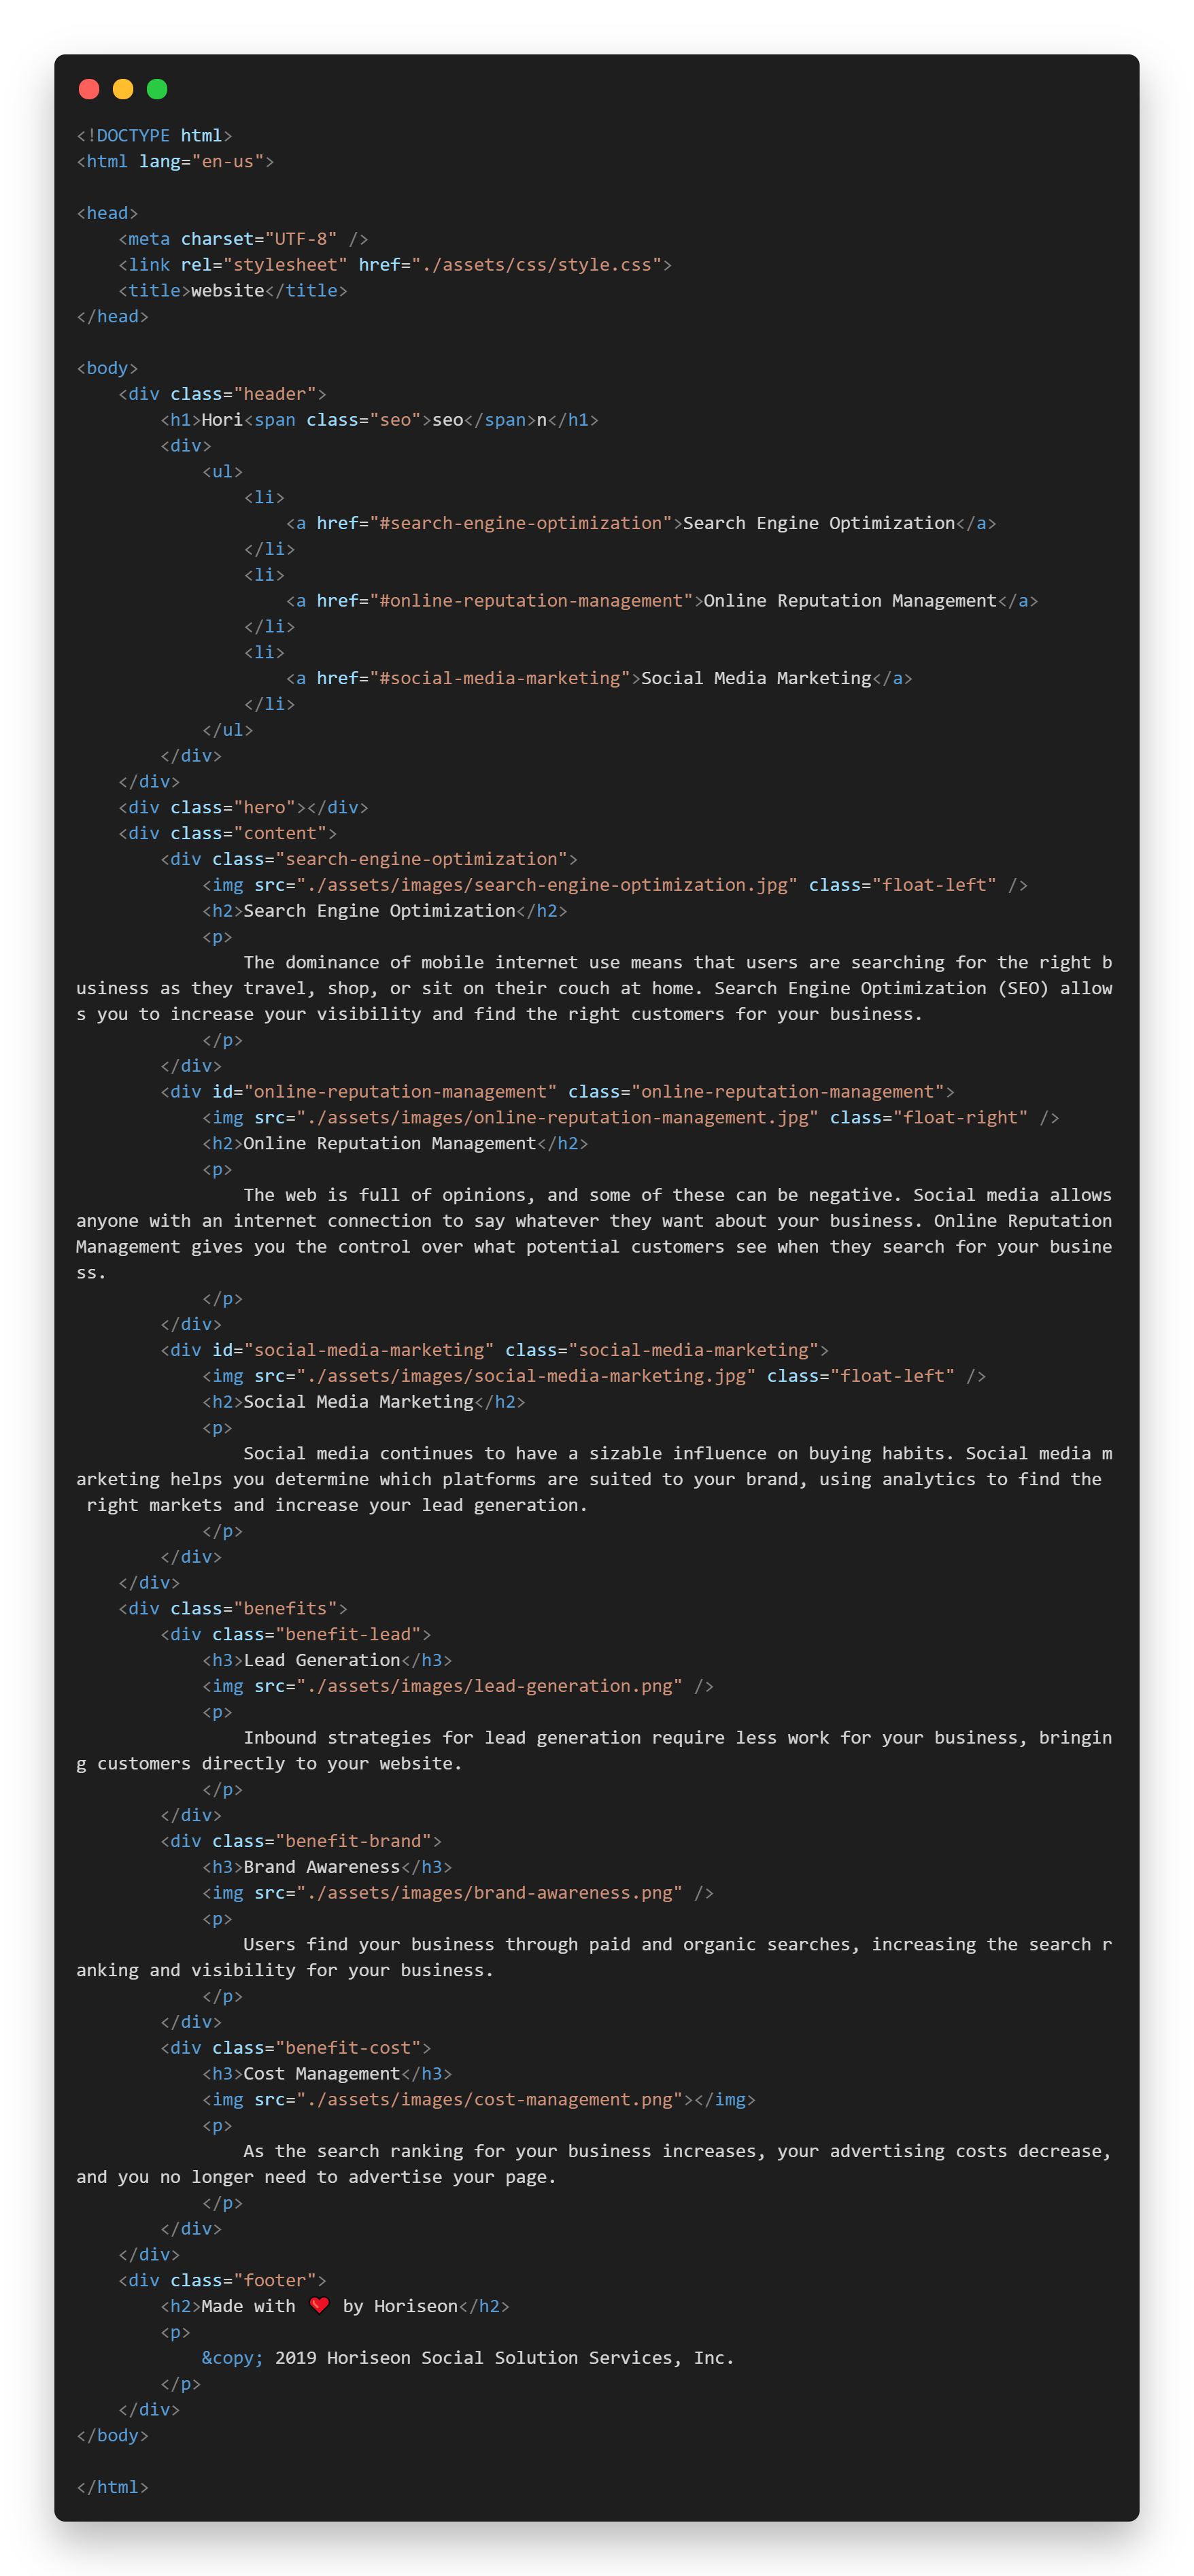 <!DOCTYPE html>
<html lang="en-us">

<head>
    <meta charset="UTF-8" />
    <link rel="stylesheet" href="./assets/css/style.css">
    <title>website</title>
</head>

<body>
    <div class="header">
        <h1>Hori<span class="seo">seo</span>n</h1>
        <div>
            <ul>
                <li>
                    <a href="#search-engine-optimization">Search Engine Optimization</a>
                </li>
                <li>
                    <a href="#online-reputation-management">Online Reputation Management</a>
                </li>
                <li>
                    <a href="#social-media-marketing">Social Media Marketing</a>
                </li>
            </ul>
        </div>
    </div>
    <div class="hero"></div>
    <div class="content">
        <div class="search-engine-optimization">
            <img src="./assets/images/search-engine-optimization.jpg" class="float-left" />
            <h2>Search Engine Optimization</h2>
            <p>
                The dominance of mobile internet use means that users are searching for the right b
usiness as they travel, shop, or sit on their couch at home. Search Engine Optimization (SEO) allow
s you to increase your visibility and find the right customers for your business.
            </p>
        </div>
        <div id="online-reputation-management" class="online-reputation-management">
            <img src="./assets/images/online-reputation-management.jpg" class="float-right" />
            <h2>Online Reputation Management</h2>
            <p>
                The web is full of opinions, and some of these can be negative. Social media allows
anyone with an internet connection to say whatever they want about your business. Online Reputation
Management gives you the control over what potential customers see when they search for your busine
ss.
            </p>
        </div>
        <div id="social-media-marketing" class="social-media-marketing">
            <img src="./assets/images/social-media-marketing.jpg" class="float-left" />
            <h2>Social Media Marketing</h2>
            <p>
                Social media continues to have a sizable influence on buying habits. Social media m
arketing helps you determine which platforms are suited to your brand, using analytics to find the
 right markets and increase your lead generation.
            </p>
        </div>
    </div>
    <div class="benefits">
        <div class="benefit-lead">
            <h3>Lead Generation</h3>
            <img src="./assets/images/lead-generation.png" />
            <p>
                Inbound strategies for lead generation require less work for your business, bringin
g customers directly to your website.
            </p>
        </div>
        <div class="benefit-brand">
            <h3>Brand Awareness</h3>
            <img src="./assets/images/brand-awareness.png" />
            <p>
                Users find your business through paid and organic searches, increasing the search r
anking and visibility for your business.
            </p>
        </div>
        <div class="benefit-cost">
            <h3>Cost Management</h3>
            <img src="./assets/images/cost-management.png"></img>
            <p>
                As the search ranking for your business increases, your advertising costs decrease,
and you no longer need to advertise your page.
            </p>
        </div>
    </div>
    <div class="footer">
        <h2>Made with ❤️ by Horiseon</h2>
        <p>
            &copy; 2019 Horiseon Social Solution Services, Inc.
        </p>
    </div>
</body>

</html>